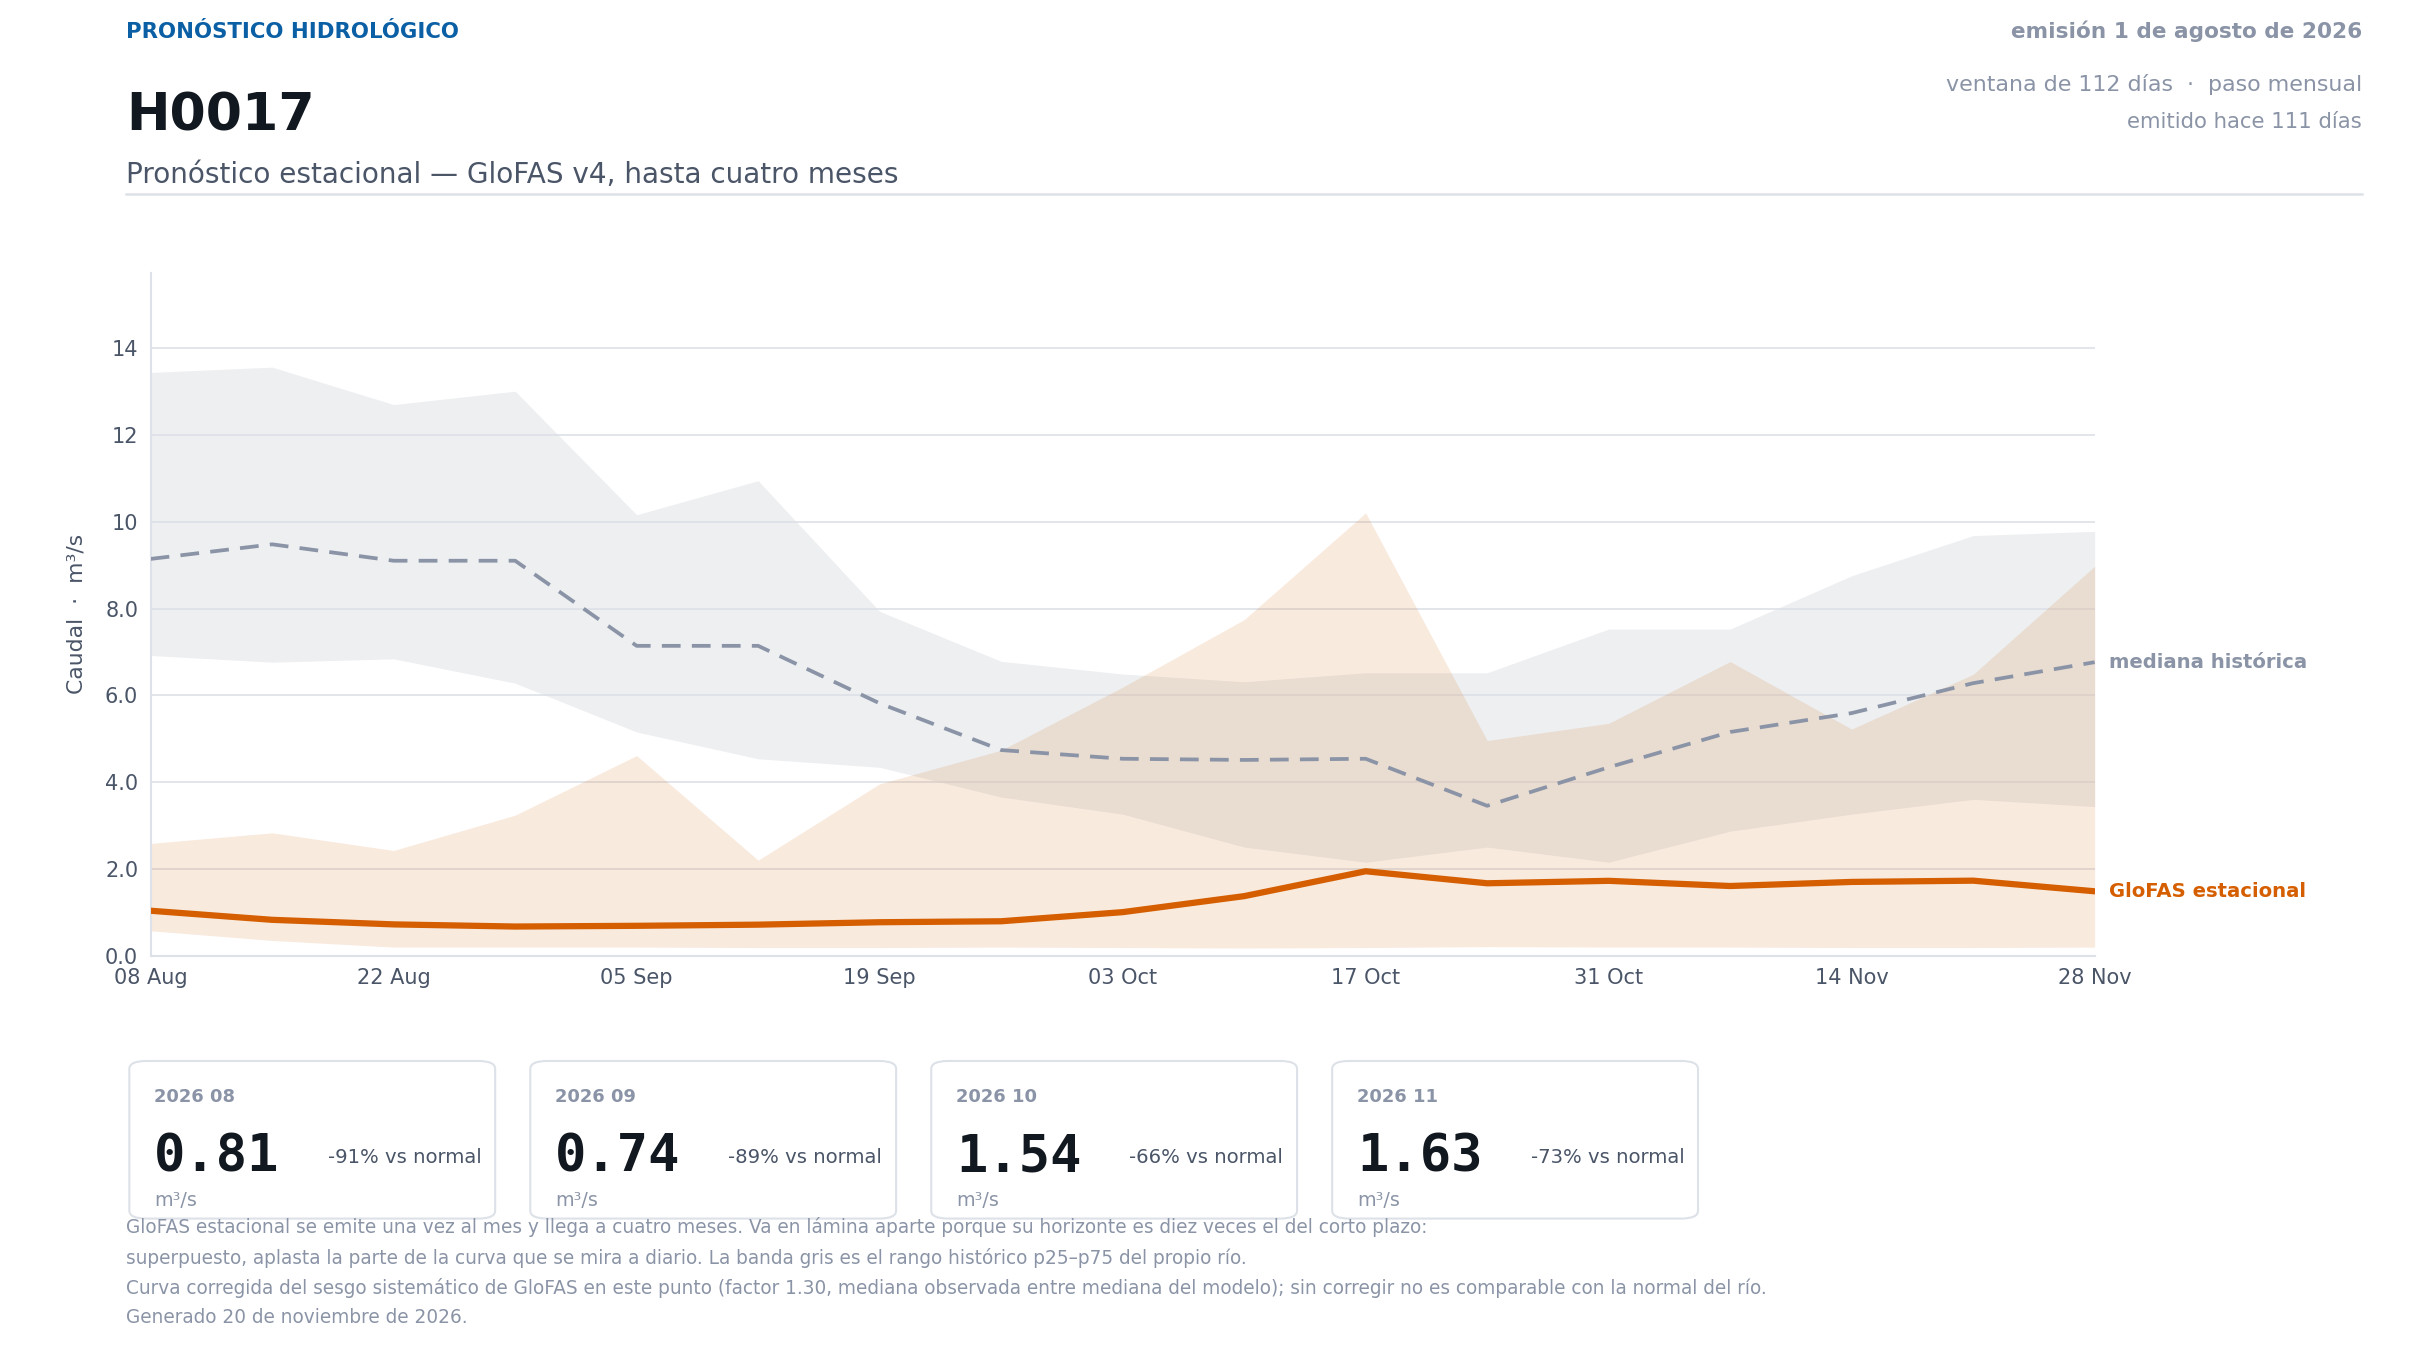 PRONÓSTICO HIDROLÓGICO
emisión 1 de agosto de 2026
ventana de 112 días · paso mensual
H0017
emitido hace 111 días
Pronóstico estacional — GloFAS v4, hasta cuatro meses
Caudal · m³/s
14
12
10
8.0
6.0
4.0
2.0
0.0
mediana histórica
GloFAS estacional
08 Aug
22 Aug
05 Sep
19 Sep
03 Oct
17 Oct
31 Oct
14 Nov
28 Nov
2026 08
0.81
-91% vs normal
m³/s
2026 09
0.74
-89% vs normal
m³/s
2026 10
1.54
-66% vs normal
m³/s
2026 11
1.63
-73% vs normal
m³/s
GloFAS estacional se emite una vez al mes y llega a cuatro meses. Va en lámina aparte porque su horizonte es diez veces el del corto plazo:
superpuesto, aplasta la parte de la curva que se mira a diario. La banda gris es el rango histórico p25–p75 del propio río.
Curva corregida del sesgo sistemático de GloFAS en este punto (factor 1.30, mediana observada entre mediana del modelo); sin corregir no es comparable con la normal del río.
Generado 20 de noviembre de 2026.